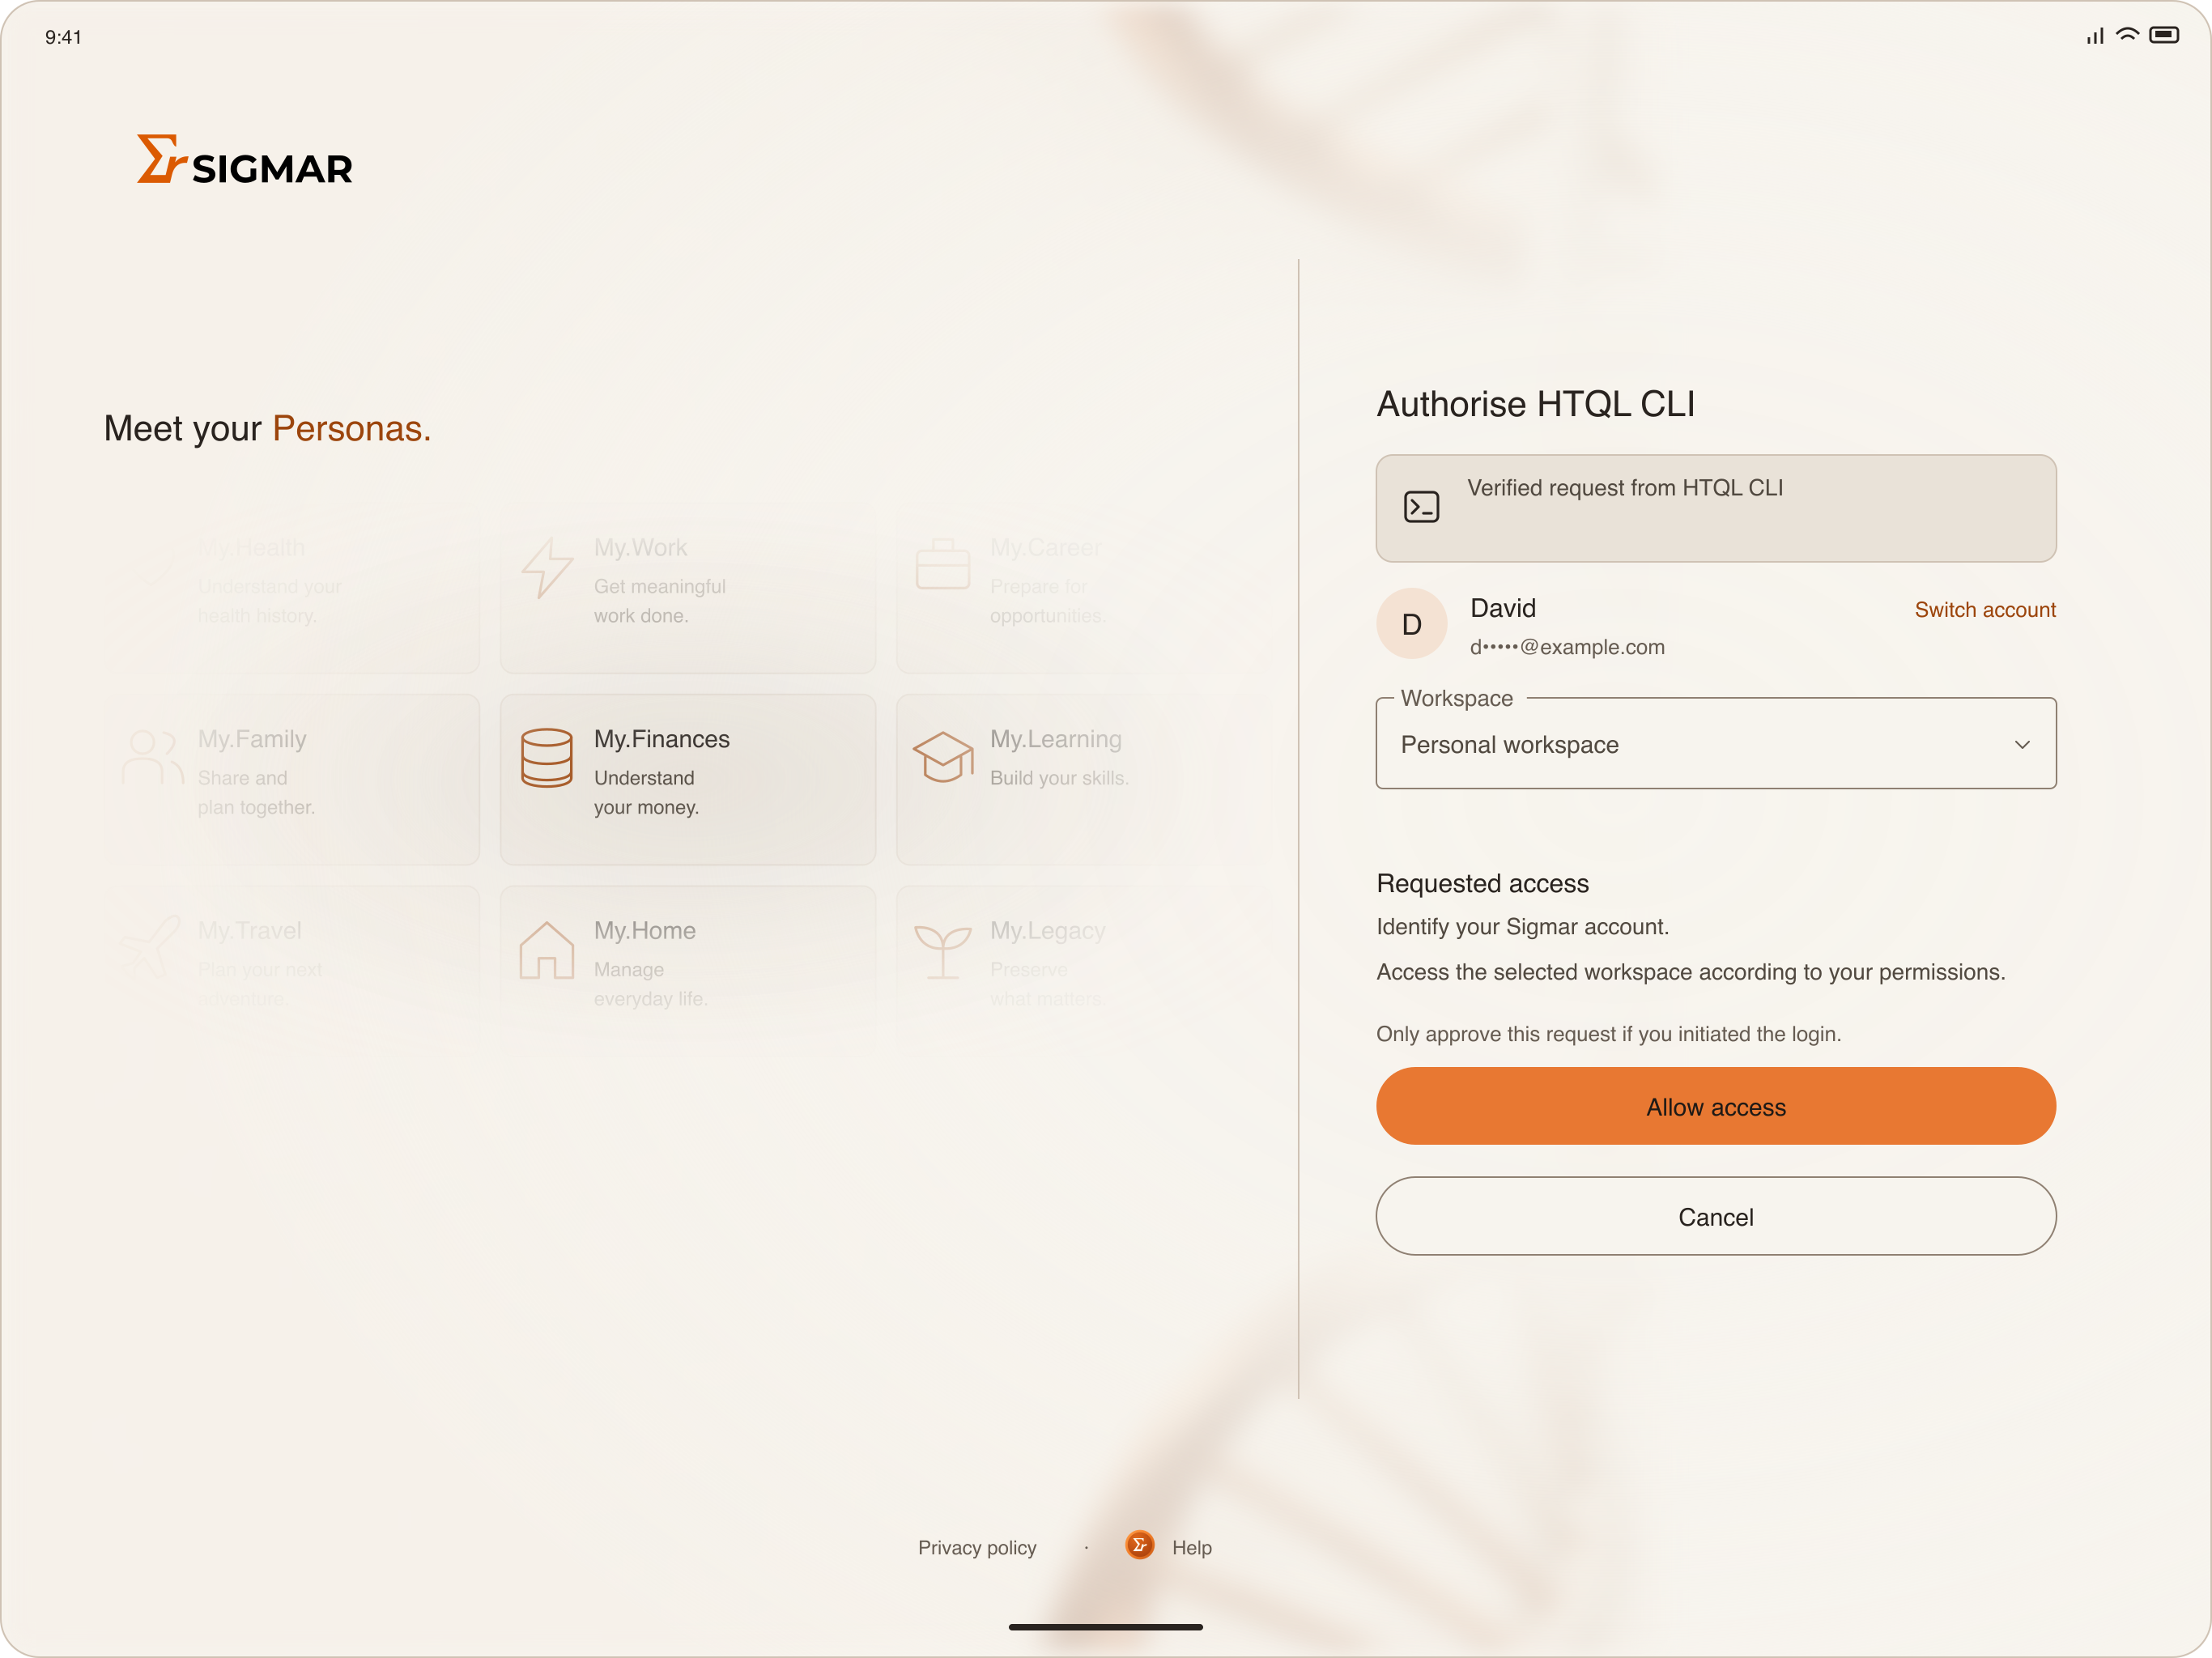 9:41
SIGMAR
Meet your Personas.
My.Health
Understand your
health history.
My.Work
Get meaningful
work done.
My.Career
Prepare for
opportunities.
My.Family
Share and
plan together.
My.Finances
Understand
your money.
My.Learning
Build your skills.
My.Travel
Plan your next
adventure.
My.Home
Manage
everyday life.
My.Legacy
Preserve
what matters.
Authorise HTQL CLI
Verified request from HTQL CLI
D
David
Switch account
d•••••@example.com
Workspace
Personal workspace
Requested access
Identify your Sigmar account.
Access the selected workspace according to your permissions.
Only approve this request if you initiated the login.
Allow access
Cancel
Privacy policy · Help